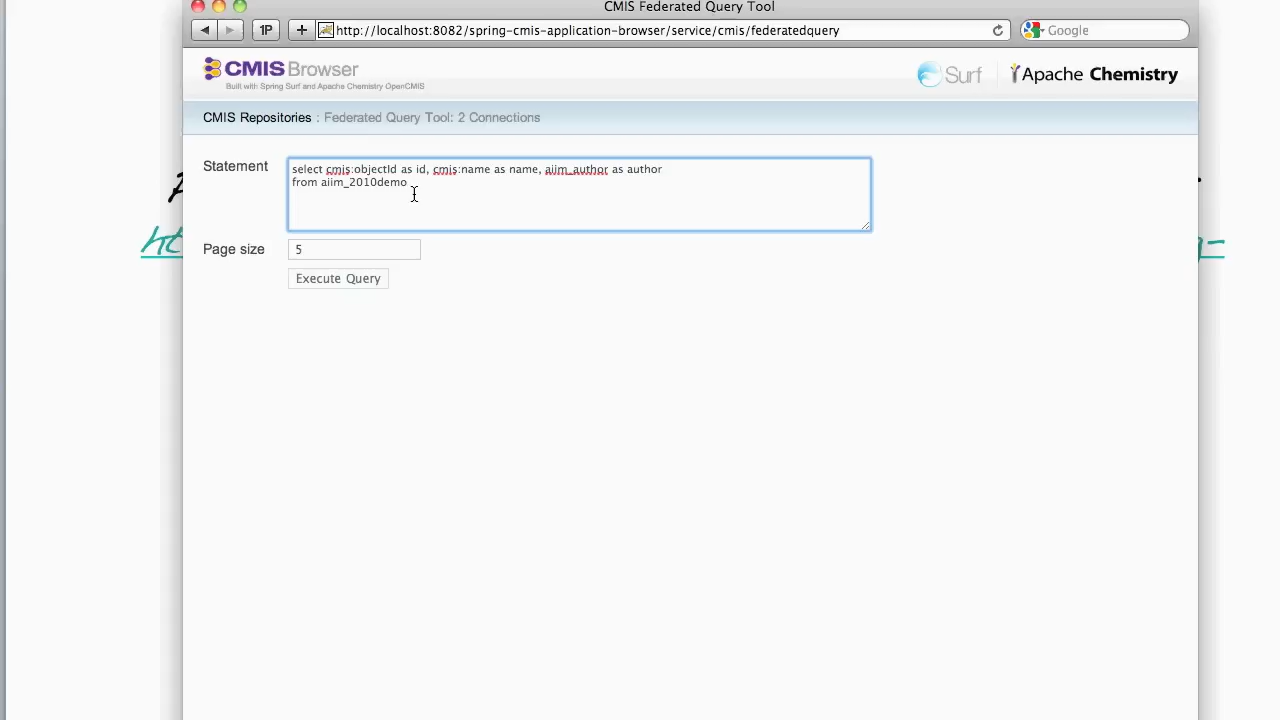 CMIS Federated Query Tool
1P
http://localhost:8082/spring-cmis-application-browser/service/cmis/federatedquery
Google
CMIS Browser
Built with Spring Surf and Apache Chemistry OpenCMIS
Surf
Apache Chemistry
CMIS Repositories : Federated Query Tool: 2 Connections
Statement
select cmis:objectId as id, cmis:name as name, aiim_author as author
from aiim_2010demo
Page size
5
Execute Query